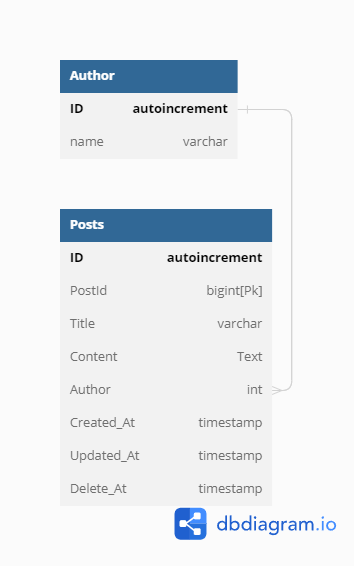 Author
ID autoincrement
name varchar
Posts
ID autoincrement
PostId bigint[Pk]
Title varchar
Content Text
Author int
Created_At timestamp
Updated_At timestamp
Delete_At timestamp
dbdiagram.io